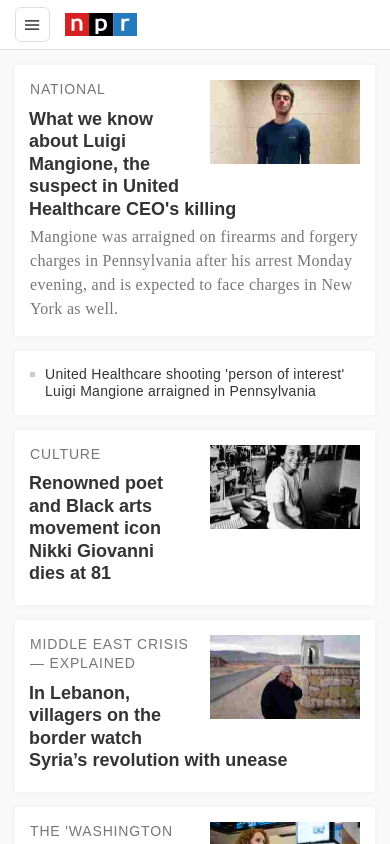 npr
NATIONAL
What we know
about Luigi
Mangione, the
suspect in United
Healthcare CEO's killing
Mangione was arraigned on firearms and forgery
charges in Pennsylvania after his arrest Monday
evening, and is expected to face charges in New
York as well.
United Healthcare shooting 'person of interest'
Luigi Mangione arraigned in Pennsylvania
CULTURE
Renowned poet
and Black arts
movement icon
Nikki Giovanni
dies at 81
MIDDLE EAST CRISIS
— EXPLAINED
In Lebanon,
villagers on the
border watch
Syria’s revolution with unease
THE 'WASHINGTON